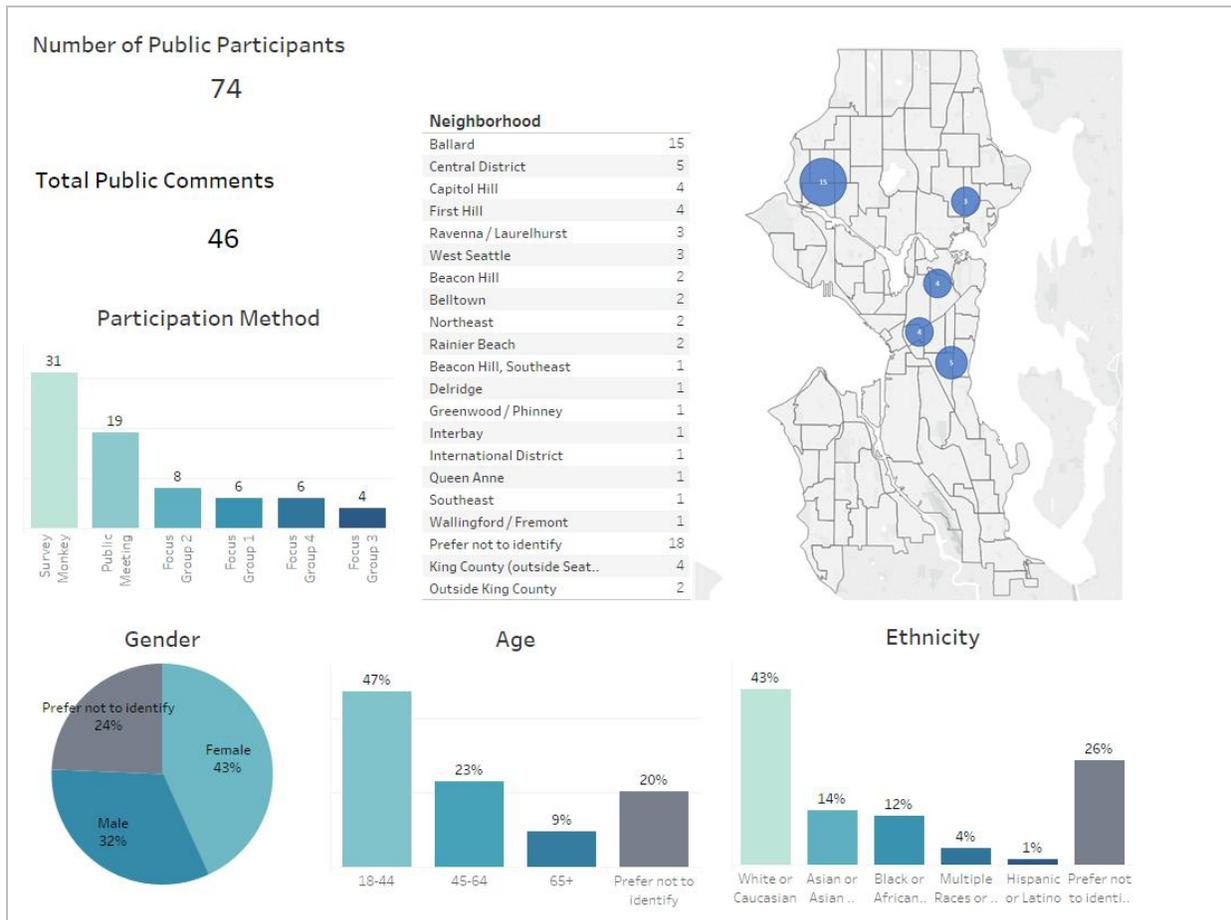 Number of Public Participants
74
Total Public Comments
46
Participation Method
31
19
8
6
6
4
Survey
Monkey
Public
Meeting
Focus
Group 2
Focus
Group 1
Focus
Group 4
Focus
Group 3
Neighborhood
Ballard 15
Central District 5
Capitol Hill 4
First Hill 4
Ravenna / Laurelhurst 3
West Seattle 3
Beacon Hill 2
Belltown 2
Northeast 2
Rainier Beach 2
Beacon Hill, Southeast 1
Delridge 1
Greenwood / Phinney 1
Interbay 1
International District 1
Queen Anne 1
Southeast 1
Wallingford / Fremont 1
Prefer not to identify 18
King County (outside Seat.. 4
Outside King County 2
15
3
4
4
5
Gender
Prefer not to identify
24%
Female
43%
Male
32%
Age
47%
23%
9%
20%
18-44
45-64
65+
Prefer not to
identify
Ethnicity
43%
14%
12%
4%
1%
26%
White or
Caucasian
Asian or
Asian ..
Black or
African..
Multiple
Races or ..
Hispanic
or Latino
Prefer not
to identi..